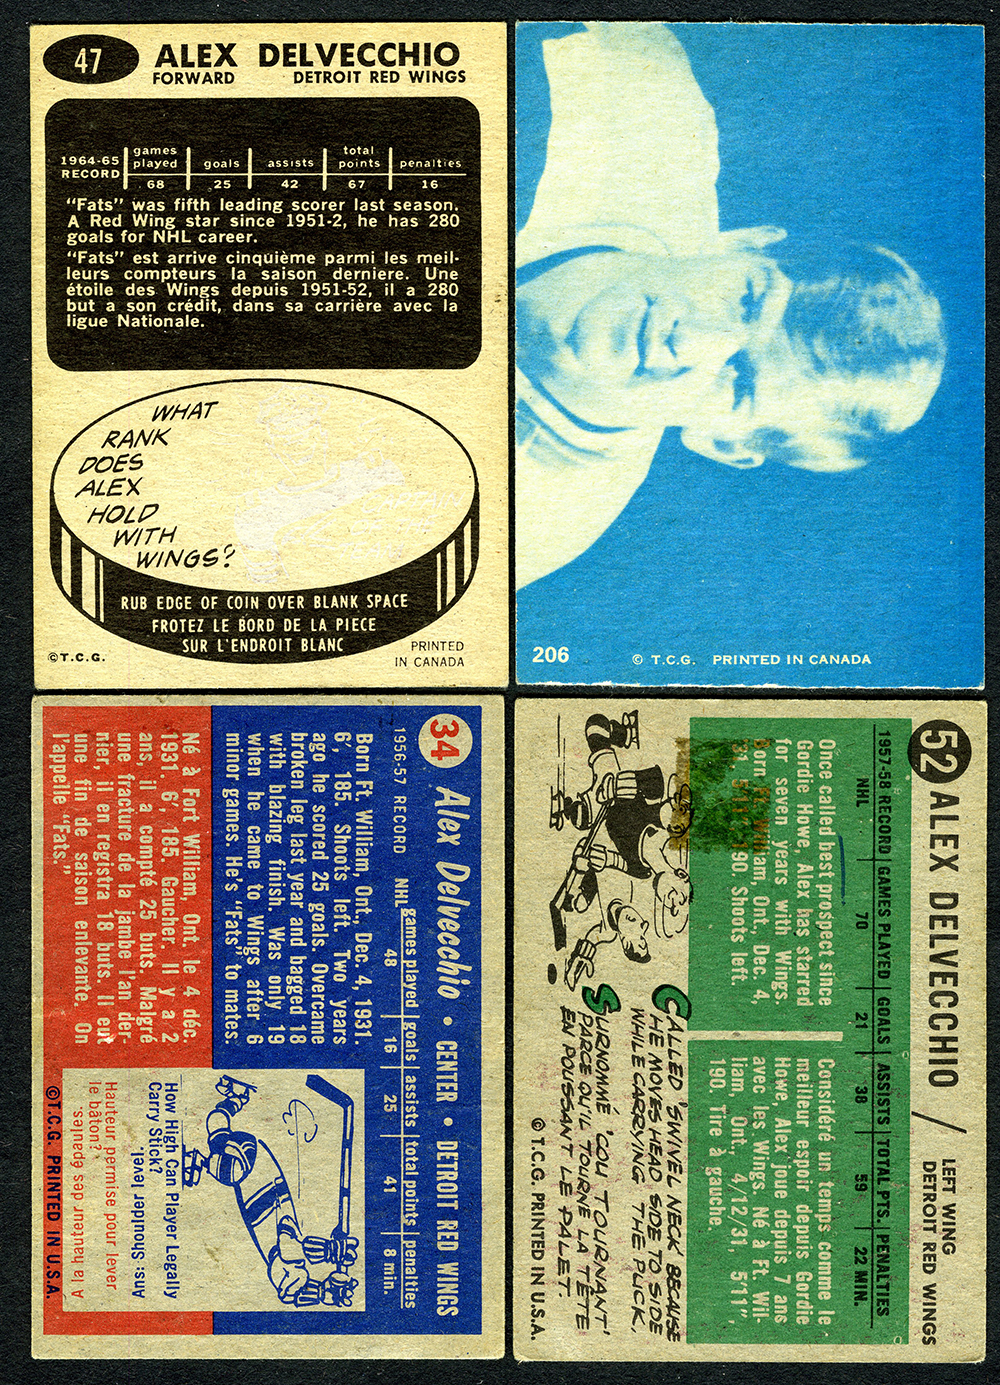 47
ALEX DELVECCHIO
FORWARD DETROIT RED WINGS
1964-65 RECORD
games played goals assists total points penalties
68 25 42 67 16
"Fats" was fifth leading scorer last season.
A Red Wing star since 1951-2, he has 280
goals for NHL career.
"Fats" est arrive cinquième parmi les meil-
leurs compteurs la saison derniere. Une
étoile des Wings depuis 1951-52, il a 280
but a son crédit, dans sa carrière avec la
ligue Nationale.
WHAT
RANK
DOES
ALEX
HOLD
WITH
WINGS?
RUB EDGE OF COIN OVER BLANK SPACE
FROTEZ LE BORD DE LA PIECE
SUR L'ENDROIT BLANC
©T.C.G.
PRINTED
IN CANADA
206
© T.C.G. PRINTED IN CANADA
34
Alex Delvecchio • CENTER • DETROIT RED WINGS
1956-57 RECORD
games played goals assists total points penalties
NHL 48 16 25 41 8 min.
Born Ft. William, Ont., Dec. 4, 1931.
6', 185. Shoots left. Two years
ago he scored 25 goals. Overcame
broken leg last year and bagged 18
with blazing finish. Was only 19
when he came to Wings after 6
minor games. He's "Fats" to mates.
Né à Fort William, Ont. le 4 déc.
1931. 6', 185. Gaucher. Il y a 2
ans, il a compté 25 buts. Malgré
une fracture de la jambe l'an der-
nier, il en registra 18 buts. Il eut
une fin de saison enlevante. On
l'appelle "Fats."
How High Can Player Legally
Carry Stick?
Ans: Shoulder level.
Hauteur permise pour lever
le bâton?
A la hauteur des épaules.
©T.C.G. PRINTED IN U.S.A.
52
ALEX DELVECCHIO
LEFT WING
DETROIT RED WINGS
1957-58 RECORD GAMES PLAYED GOALS ASSISTS TOTAL PTS. PENALTIES
NHL 70 21 38 59 22 MIN.
Once called best prospect since
Gordie Howe, Alex has starred
for seven years with Wings.
Born Ft. William, Ont., Dec. 4,
31. 5'11", 190. Shoots left.
Considéré un temps comme le
meilleur espoir depuis Gordie
Howe, Alex joue depuis 7 ans
avec les Wings. Né à Ft Wil-
liam, Ont., 4/12/31, 511",
190. Tire à gauche.
CALLED 'SWIVEL NECK' BECAUSE
HE MOVES HEAD SIDE TO SIDE
WHILE CARRYING THE PUCK.
SURNOMMÉ 'COU TOURNANT'
PARCE QU'IL TOURNE LA TÊTE
EN POUSSANT LE PALET.
© T.C.G. PRINTED IN U.S.A.